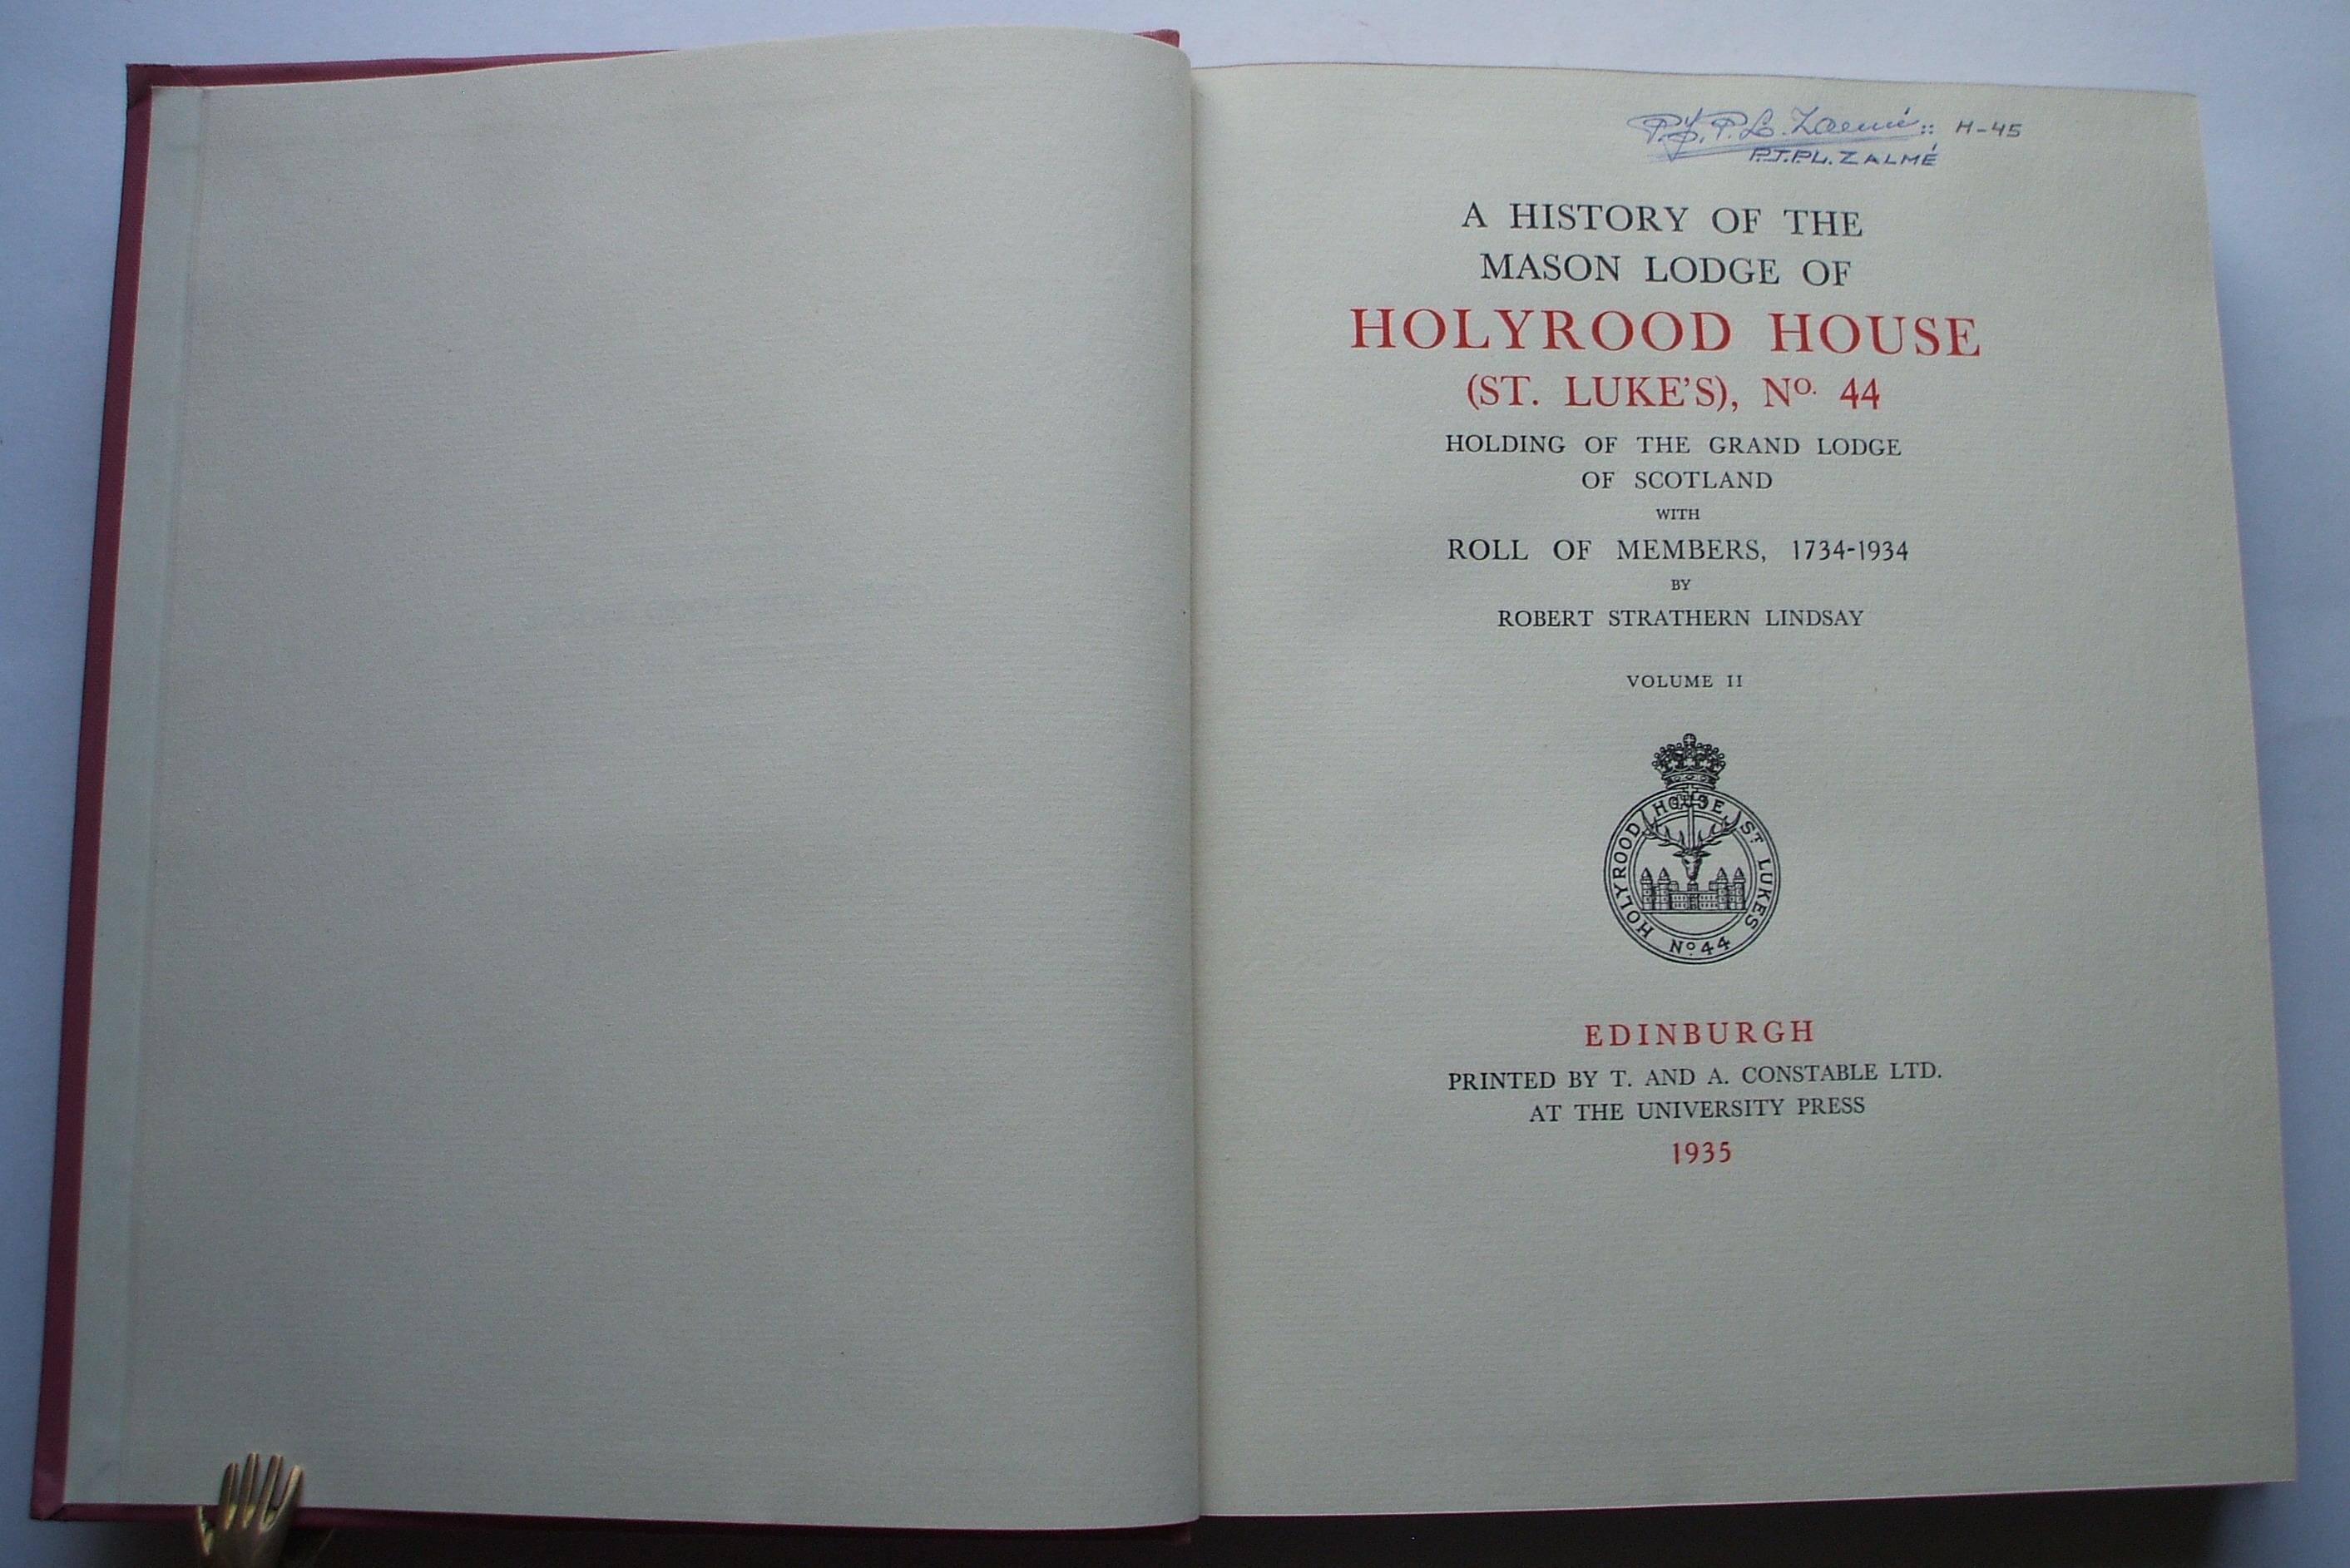 P.J.P.L. Zalmé :: H-45
P.J.P.L. ZALMÉ
A HISTORY OF THE
MASON LODGE OF
HOLYROOD HOUSE
(ST. LUKE'S), Nº. 44
HOLDING OF THE GRAND LODGE
OF SCOTLAND
WITH
ROLL OF MEMBERS, 1734-1934
BY
ROBERT STRATHERN LINDSAY
VOLUME II
HOLYROOD HOUSE ST LUKES
Nº 44
EDINBURGH
PRINTED BY T. AND A. CONSTABLE LTD.
AT THE UNIVERSITY PRESS
1935